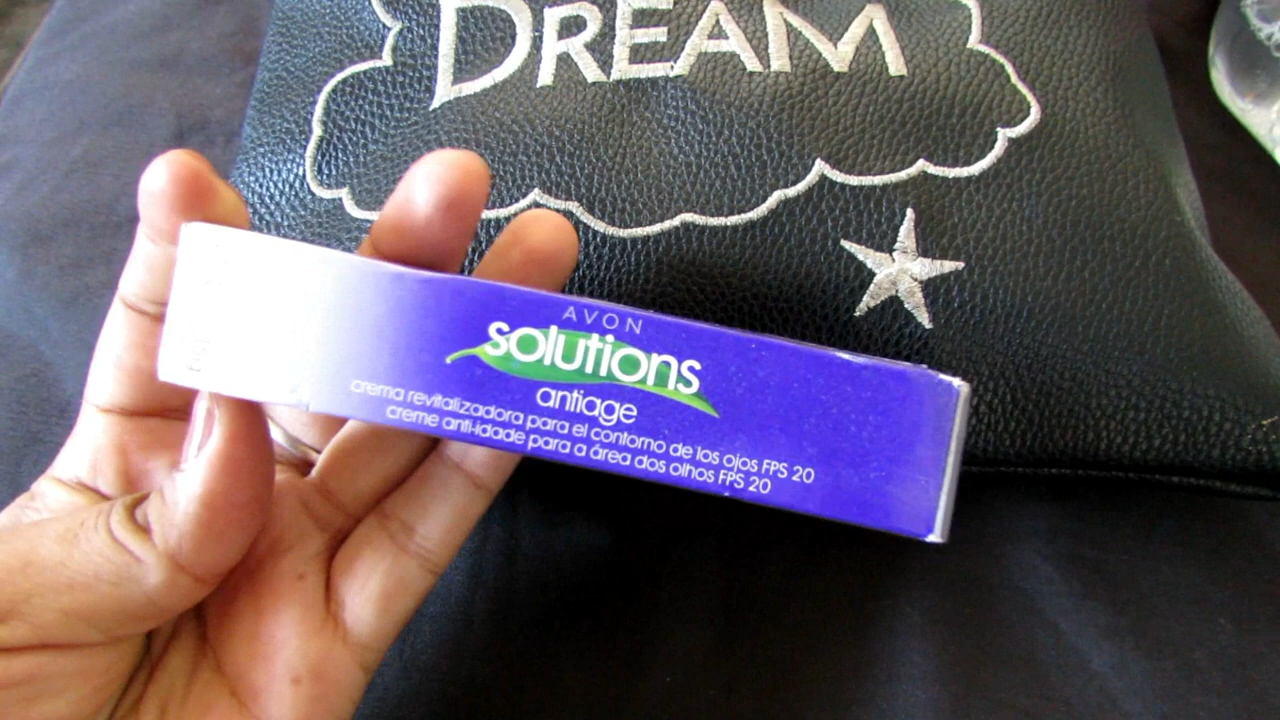 DREAM
AVON
solutions
antiage
crema revitalizadora para el contorno de los ojos FPS 20
creme anti-idade para a área dos olhos FPS 20